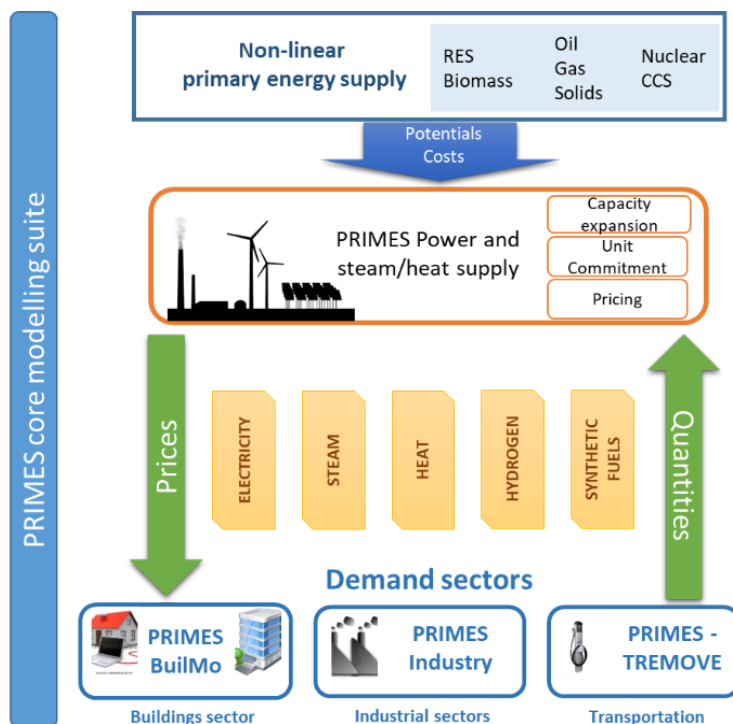 PRIMES core modelling suite
Non-linear
primary energy supply
RES
Biomass
Oil
Gas
Solids
Nuclear
CCS
Potentials
Costs
PRIMES Power and
steam/heat supply
Capacity
expansion
Unit
Commitment
Pricing
Prices
ELECTRICITY
STEAM
HEAT
HYDROGEN
SYNTHETIC
FUELS
Quantities
Demand sectors
PRIMES
BuilMo
PRIMES
Industry
PRIMES -
TREMOVE
Buildings sector
Industrial sectors
Transportation